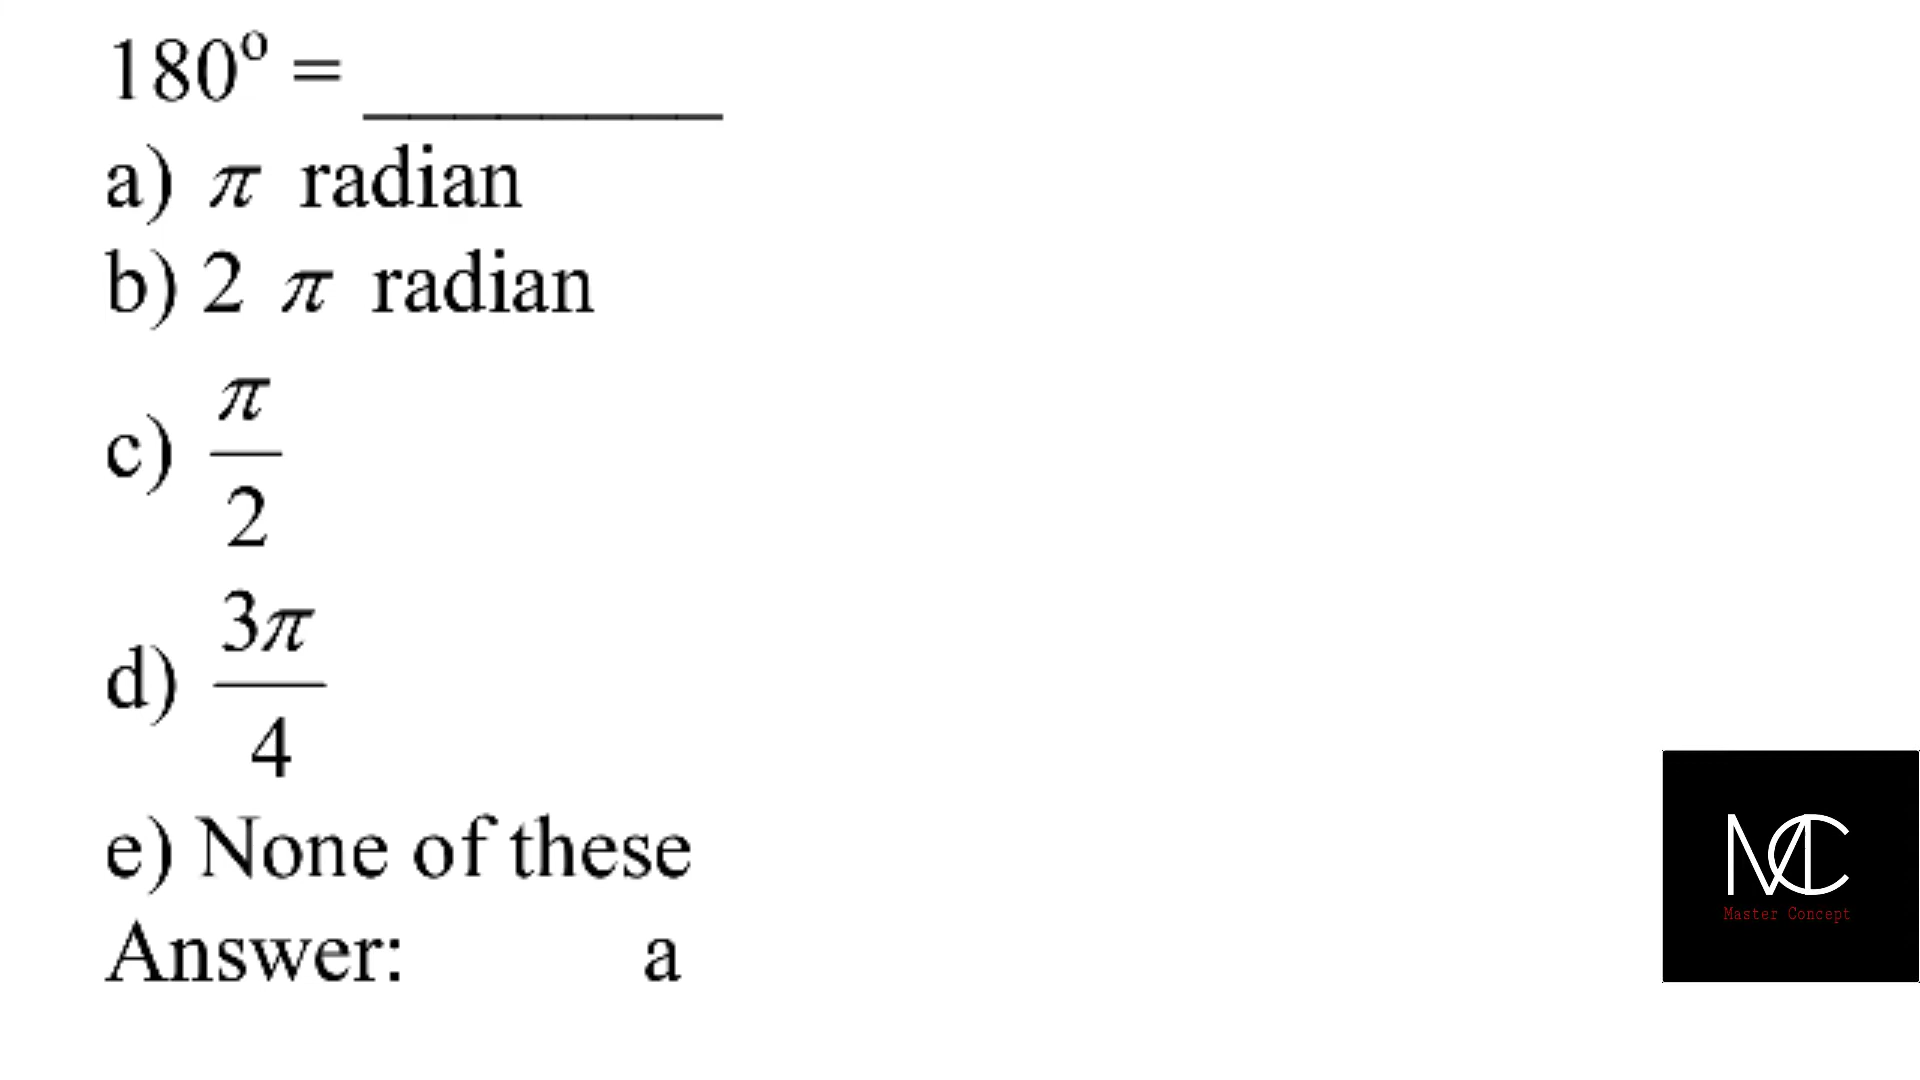 180° = ________
a) π radian
b) 2 π radian
c) π/2
d) 3π/4
e) None of these
Answer: a
MC
Master Concept